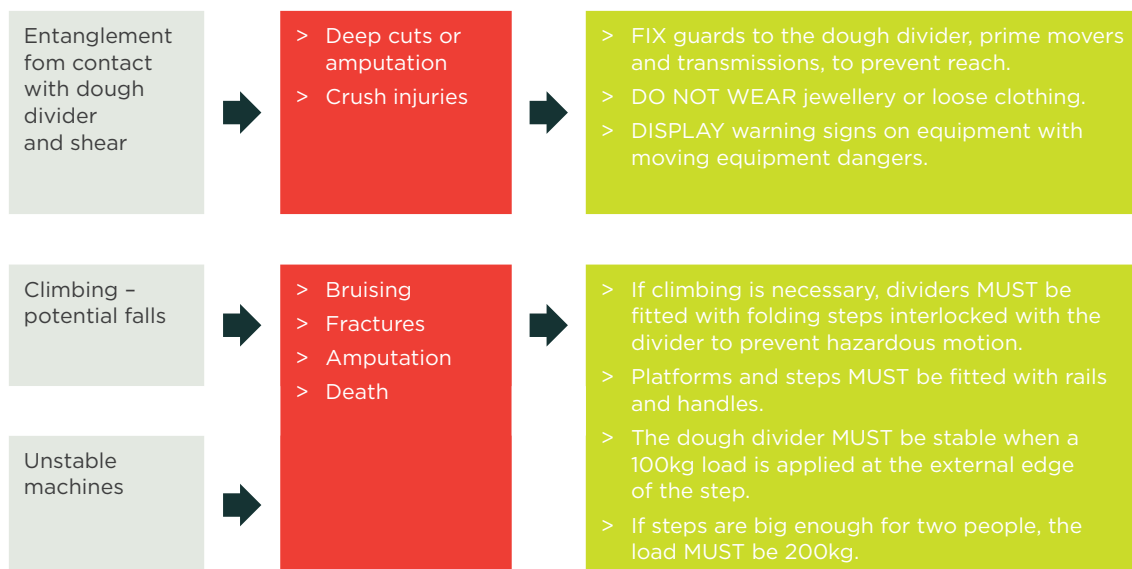 Entanglement
fom contact
with dough
divider
and shear
> Deep cuts or
amputation
> Crush injuries
> FIX guards to the dough divider, prime movers
and transmissions, to prevent reach.
> DO NOT WEAR jewellery or loose clothing.
> DISPLAY warning signs on equipment with
moving equipment dangers.
Climbing –
potential falls
> Bruising
> Fractures
> Amputation
> Death
> If climbing is necessary, dividers MUST be
fitted with folding steps interlocked with the
divider to prevent hazardous motion.
> Platforms and steps MUST be fitted with rails
and handles.
> The dough divider MUST be stable when a
100kg load is applied at the external edge
of the step.
> If steps are big enough for two people, the
load MUST be 200kg.
Unstable
machines